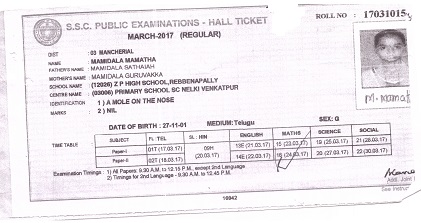 S.S.C. PUBLIC EXAMINATIONS - HALL TICKET
ROLL NO : 17031015
MARCH-2017 (REGULAR)
DIST : 03 MANCHERIAL
NAME : MAMIDALA MAMATHA
FATHER'S NAME : MAMIDALA SATHAIAH
MOTHER'S NAME : MAMIDALA GURUVAKKA
SCHOOL NAME : (12026) Z P HIGH SCHOOL,REBBENAPALLY
CENTRE NAME : (03006) PRIMARY SCHOOL SC NELKI VENKATPUR
IDENTIFICATION MARKS : 1 ) A MOLE ON THE NOSE
2 ) NIL
DATE OF BIRTH : 27-11-01 MEDIUM: Telugu SEX: G
TIME TABLE
SUBJECT FL : TEL SL : HIN ENGLISH MATHS SCIENCE SOCIAL
Paper-I 01T (17.03.17) 09H (20.03.17) 13E (21.03.17) 15 (23.03.17) 19 (25.03.17) 21 (28.03.17)
Paper-II 02T (18.03.17) 14E (22.03.17) 16 (24.03.17) 20 (27.03.17) 22 (30.03.17)
Examination Timings : 1) All Papers: 9.30 A.M. to 12.15 P.M., except 2nd Language
2) Timings for 2nd Language - 9.30 A.M. to 12.45 P.M.
Addl. Joint
See Instruc
10942